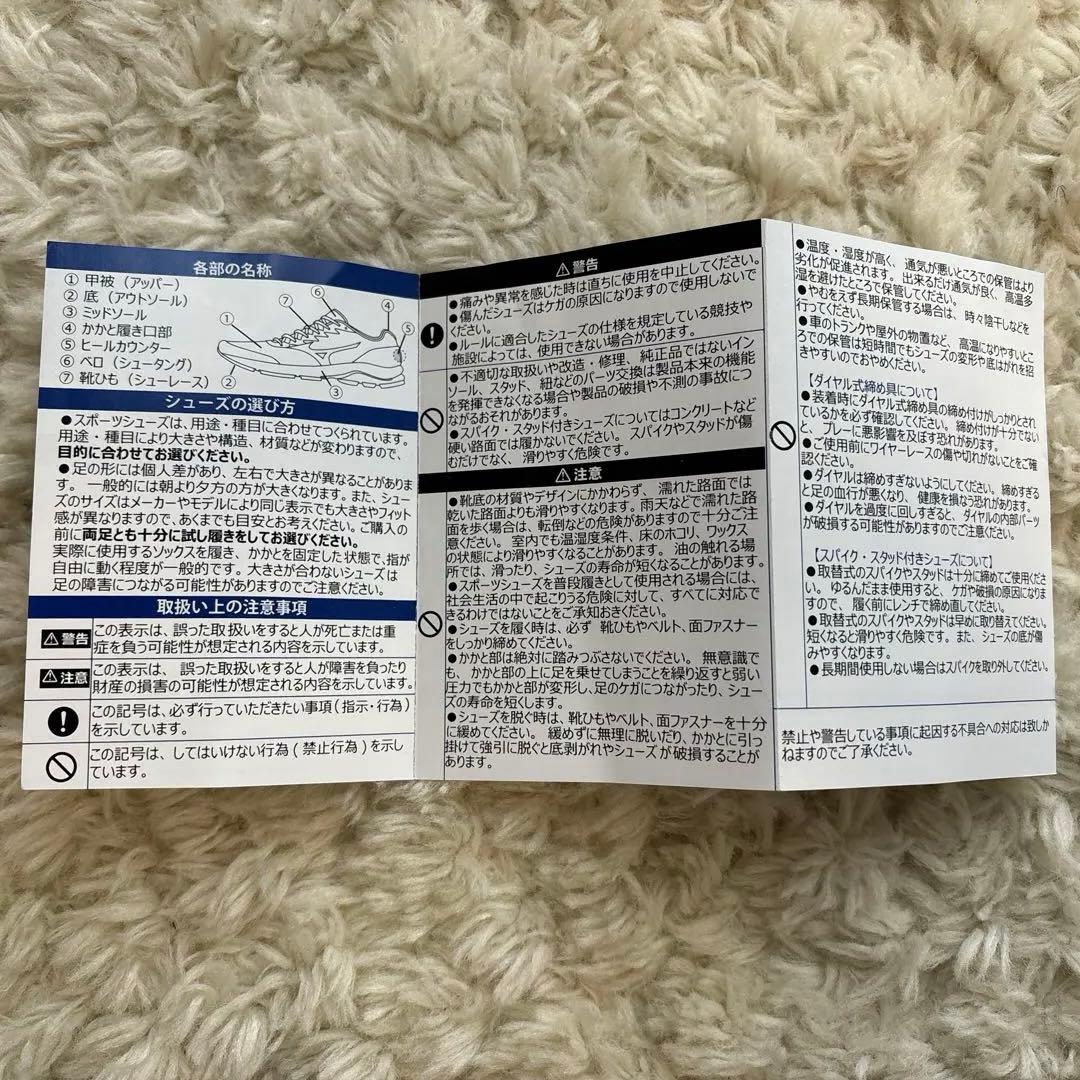 各部の名称
① 甲被（アッパー）
② 底（アウトソール）
③ ミッドソール
④ かかと履き口部
⑤ ヒールカウンター
⑥ ベロ（シュータング）
⑦ 靴ひも（シューレース）
① ② ③ ④ ⑤ ⑥ ⑦
シューズの選び方
●スポーツシューズは、用途・種目に合わせてつくられています。
用途・種目により大きさや構造、材質などが変わりますので、
目的に合わせてお選びください。
●足の形には個人差があり、左右で大きさが異なることがありま
す。一般的には朝より夕方の方が大きくなります。また、シュー
ズのサイズはメーカーやモデルにより同じ表示でも大きさやフィット
感が異なりますので、あくまでも目安とお考えください。ご購入の
前に両足とも十分に試し履きをしてお選びください。
実際に使用するソックスを履き、かかとを固定した状態で、指が
自由に動く程度が一般的です。大きさが合わないシューズは
足の障害につながる可能性がありますのでご注意ください。
取扱い上の注意事項
⚠警告 この表示は、誤った取扱いをすると人が死亡または重
症を負う可能性が想定される内容を示しています。
⚠注意 この表示は、誤った取扱いをすると人が障害を負ったり
財産の損害の可能性が想定される内容を示しています。
この記号は、必ず行っていただきたい事項（指示・行為）
を示しています。
この記号は、してはいけない行為（禁止行為）を示し
ています。
⚠警告
●痛みや異常を感じた時は直ちに使用を中止してください。
●傷んだシューズはケガの原因になりますので使用しないで
ください。
●ルールに適合したシューズの仕様を規定している競技や
施設によっては、使用できない場合があります。
●不適切な取扱いや改造・修理、純正品ではないイン
ソール、スタッド、紐などのパーツ交換は製品本来の機能
を発揮できなくなる場合や製品の破損や不測の事故につ
ながるおそれがあります。
●スパイク・スタッド付きシューズについてはコンクリートなど
硬い路面では履かないでください。スパイクやスタッドが傷
むだけでなく、滑りやすく危険です。
⚠注意
●靴底の材質やデザインにかかわらず、濡れた路面では
乾いた路面よりも滑りやすくなります。雨天などで濡れた路
面を歩く場合は、転倒などの危険がありますので十分ご注
意ください。室内でも温湿度条件、床のホコリ、ワックス
の状態により滑りやすくなることがあります。油の触れる場
所では、滑ったり、シューズの寿命が短くなることがあります。
●スポーツシューズを普段履きとして使用される場合には、
社会生活の中で起こりうる危険に対して、すべてに対応で
きるわけではないことをご承知おきください。
●シューズを履く時は、必ず靴ひもやベルト、面ファスナー
をしっかり締めてください。
●かかと部は絶対に踏みつぶさないでください。無意識で
も、かかと部の上に足を乗せてしまうことを繰り返すと弱い
圧力でもかかと部が変形し、足のケガにつながったり、シュー
ズの寿命を短くします。
●シューズを脱ぐ時は、靴ひもやベルト、面ファスナーを十分
に緩めてください。緩めずに無理に脱いだり、かかとに引っ
掛けて強引に脱ぐと底剥がれやシューズが破損することが
あります。
●温度・湿度が高く、通気が悪いところでの保管はより
劣化が促進されます。出来るだけ通気が良く、高温多
湿を避けたところで保管してください。
●やむをえず長期保管する場合は、時々陰干しなどを
行ってください。
●車のトランクや屋外の物置など、高温になりやすいとこ
ろでの保管は短時間でもシューズの変形や底はがれを招
きやすいのでおやめください。
【ダイヤル式締め具について】
●装着時にダイヤル式締め具の締め付けがしっかりとされ
ているかを必ず確認してください。締め付けが十分でない
と、プレーに悪影響を及ぼす恐れがあります。
●ご使用前にワイヤーレースの傷や切れがないことをご確
認ください。
●ダイヤルは締めすぎないようにしてください。締めすぎる
と足の血行が悪くなり、健康を損なう恐れがあります。
●ダイヤルを過度に回しすぎると、ダイヤルの内部パーツ
が破損する可能性がありますのでご注意ください。
【スパイク・スタッド付きシューズについて】
●取替式のスパイクやスタッドは十分に締めてご使用くださ
い。ゆるんだまま使用すると、ケガや破損の原因になりま
すので、履く前にレンチで締め直してください。
●取替式のスパイクやスタッドは早めに取り替えてください。
短くなると滑りやすく危険です。また、シューズの底が傷
みやすくなります。
●長期間使用しない場合はスパイクを取り外してください。
禁止や警告している事項に起因する不具合への対応は致しか
ねますのでご了承ください。